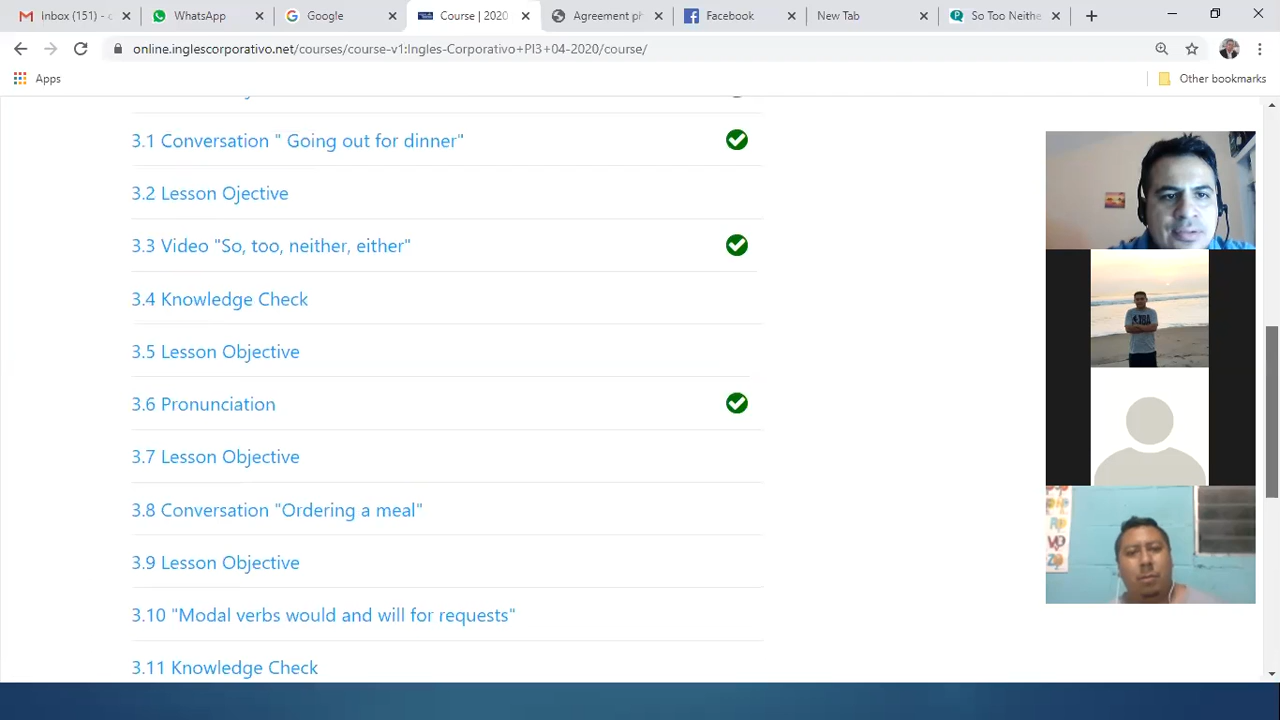 inbox (151) - c
WhatsApp
Google
Course | 2020
Agreement ph
Facebook
New Tab
So Too Neithe
online.inglescorporativo.net/courses/course-v1:Ingles-Corporativo+PI3+04-2020/course/
Apps
Other bookmarks
3.1 Conversation " Going out for dinner"
3.2 Lesson Ojective
3.3 Video "So, too, neither, either"
3.4 Knowledge Check
3.5 Lesson Objective
3.6 Pronunciation
3.7 Lesson Objective
3.8 Conversation "Ordering a meal"
3.9 Lesson Objective
3.10 "Modal verbs would and will for requests"
3.11 Knowledge Check